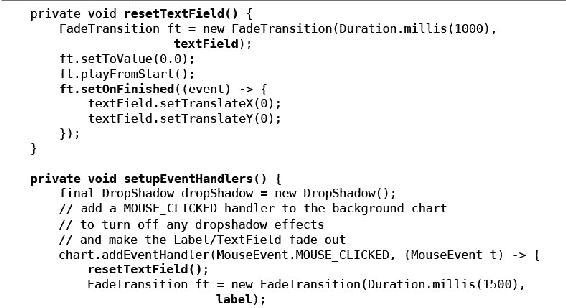 private void resetTextField() {
FadeTransition ft = new FadeTransition(Duration.millis(1000),
textField);
ft.setToValue(0.0);
ft.playFromStart();
ft.setOnFinished((event) -> {
textField.setTranslateX(0);
textField.setTranslateY(0);
});
}
private void setupEventHandlers() {
final DropShadow dropShadow = new DropShadow();
// add a MOUSE_CLICKED handler to the background chart
// to turn off any dropshadow effects
// and make the Label/TextField fade out
chart.addEventHandler(MouseEvent.MOUSE_CLICKED, (MouseEvent t) -> {
resetTextField();
FadeTransition ft = new FadeTransition(Duration.millis(1500),
label);